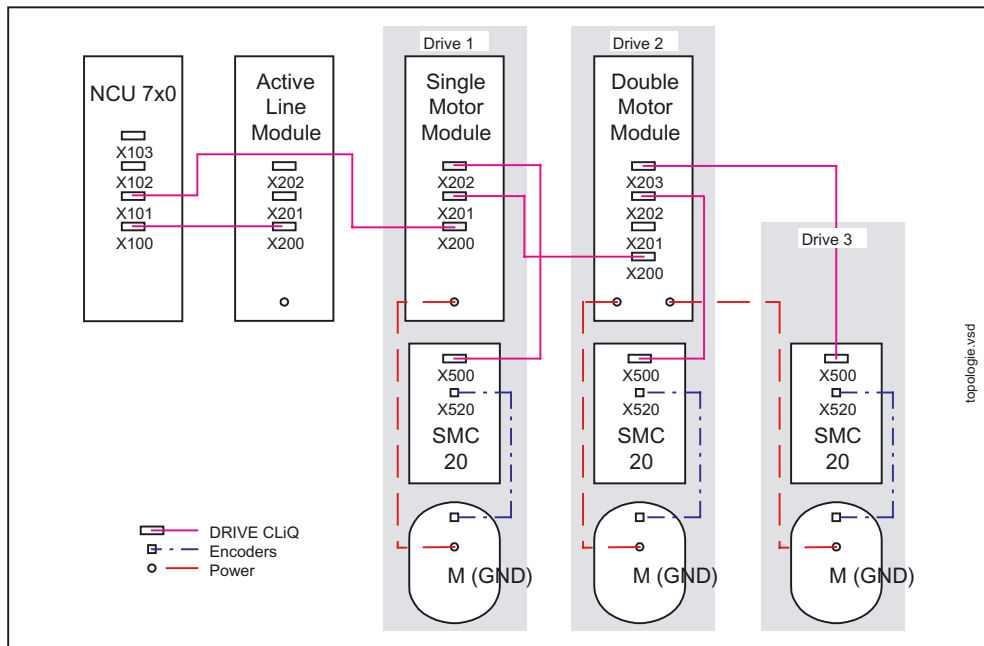 Drive 1
Drive 2
NCU 7x0
X103
X102
X101
X100
Active
Line
Module
X202
X201
X200
Single
Motor
Module
X202
X201
X200
Double
Motor
Module
X203
X202
X201
X200
Drive 3
X500
X520
SMC
20
M (GND)
X500
X520
SMC
20
M (GND)
X500
X520
SMC
20
M (GND)
DRIVE CLiQ
Encoders
Power
topologie.vsd